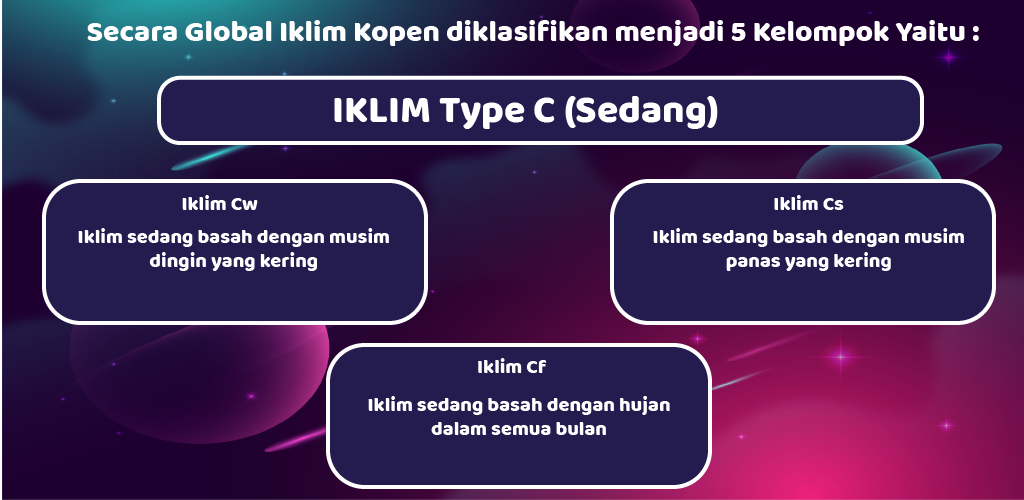 Secara Global Iklim Kopen diklasifikan menjadi 5 Kelompok Yaitu :
IKLIM Type C (Sedang)
Iklim Cw
Iklim sedang basah dengan musim
dingin yang kering
Iklim Cs
Iklim sedang basah dengan musim
panas yang kering
Iklim Cf
Iklim sedang basah dengan hujan
dalam semua bulan